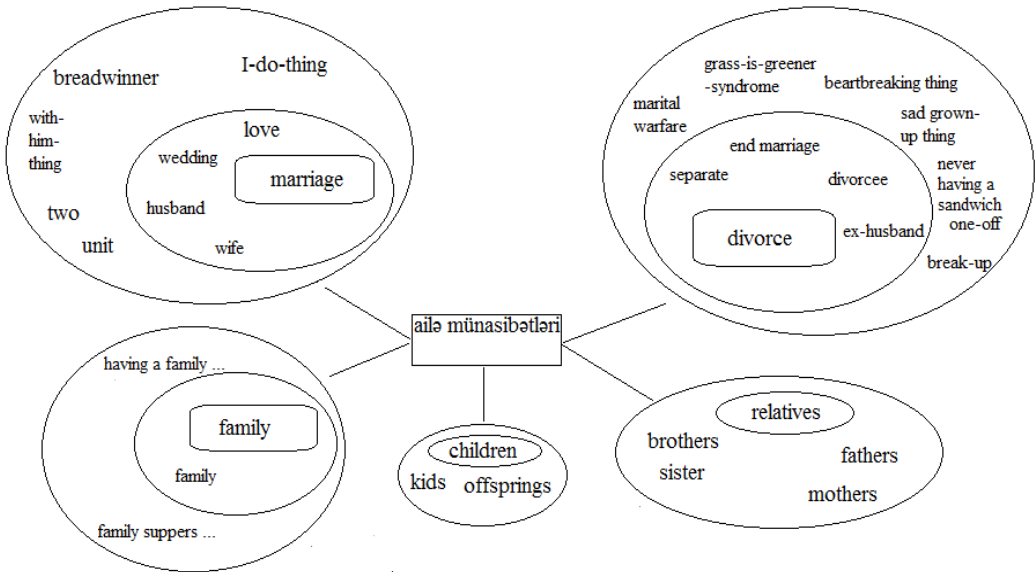 I-do-thing
breadwinner
with-
him-
thing
love
wedding
marriage
husband
two
unit
wife
grass-is-greener
-syndrome
beartbreaking thing
marital
warfare
sad grown-
up thing
end marriage
never
having a
sandwich
one-off
separate
divorcee
divorce
ex-husband
break-up
ailə münasibətləri
having a family ...
family
family
family suppers ...
children
kids
offsprings
relatives
brothers
sister
fathers
mothers